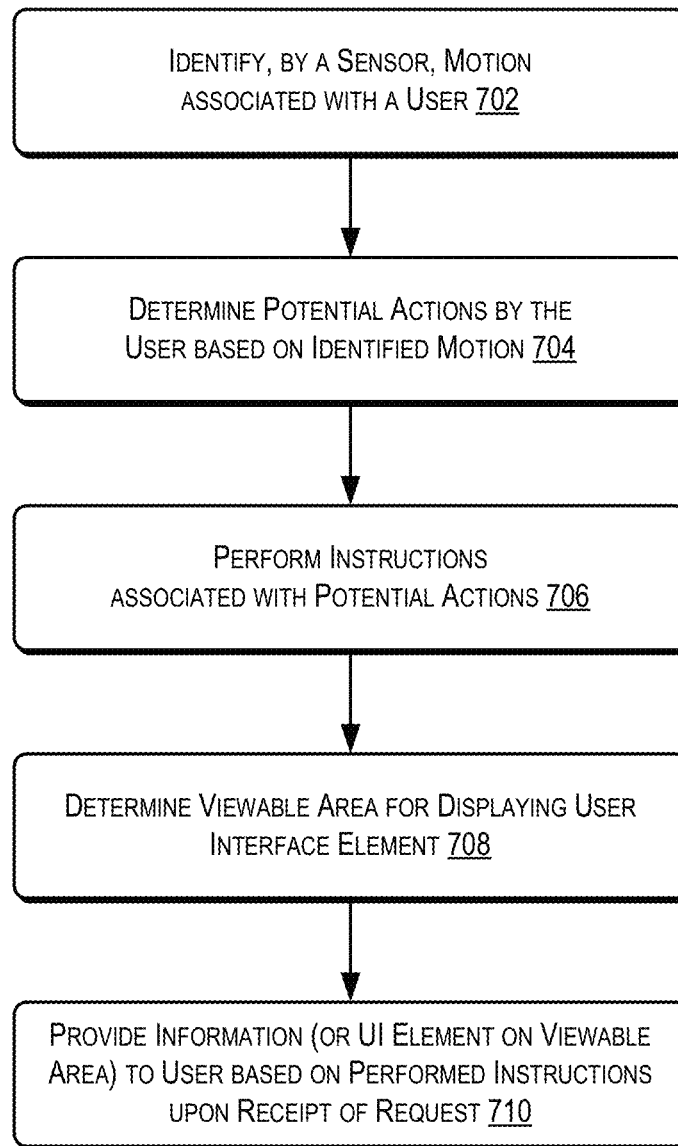 IDENTIFY, BY A SENSOR, MOTION
ASSOCIATED WITH A USER 702
DETERMINE POTENTIAL ACTIONS BY THE
USER BASED ON IDENTIFIED MOTION 704
PERFORM INSTRUCTIONS
ASSOCIATED WITH POTENTIAL ACTIONS 706
DETERMINE VIEWABLE AREA FOR DISPLAYING USER
INTERFACE ELEMENT 708
PROVIDE INFORMATION (OR UI ELEMENT ON VIEWABLE
AREA) TO USER BASED ON PERFORMED INSTRUCTIONS
UPON RECEIPT OF REQUEST 710